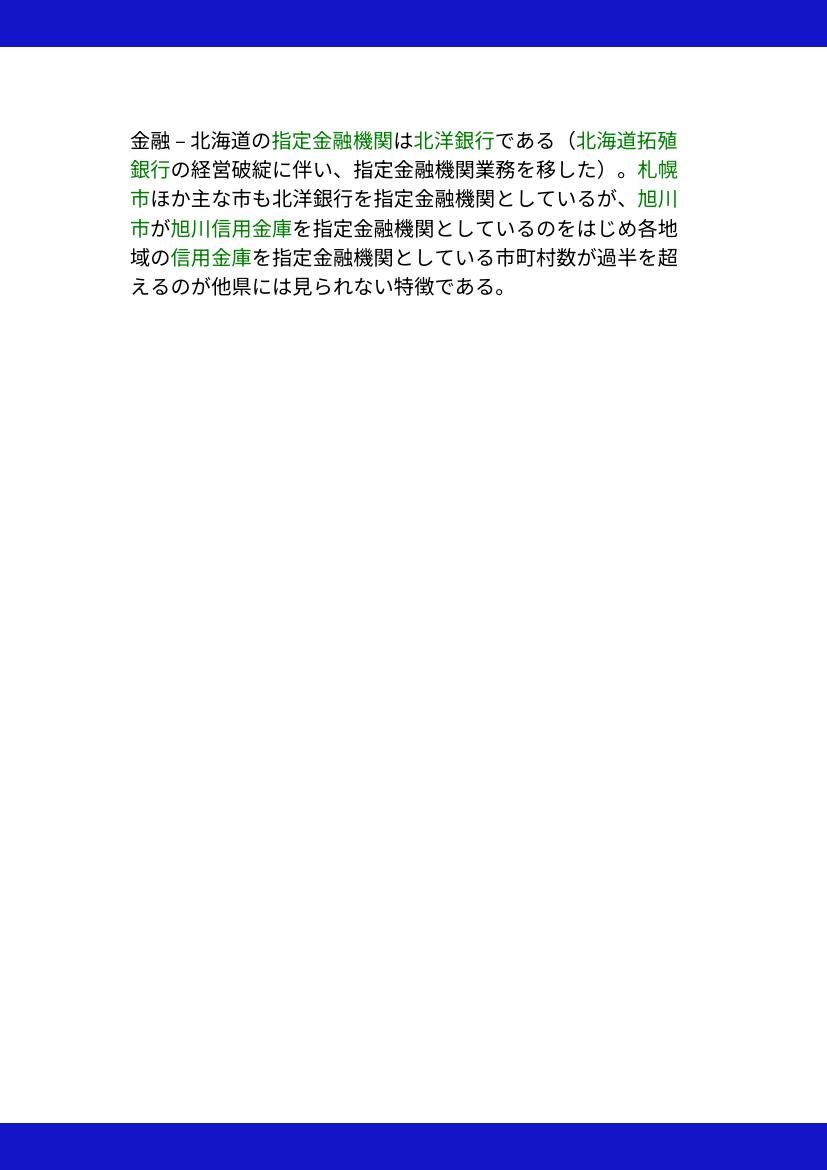 金融 – 北海道の指定金融機関は北洋銀行である（北海道拓殖
銀行の経営破綻に伴い、指定金融機関業務を移した）。札幌
市ほか主な市も北洋銀行を指定金融機関としているが、旭川
市が旭川信用金庫を指定金融機関としているのをはじめ各地
域の信用金庫を指定金融機関としている市町村数が過半を超
えるのが他県には見られない特徴である。